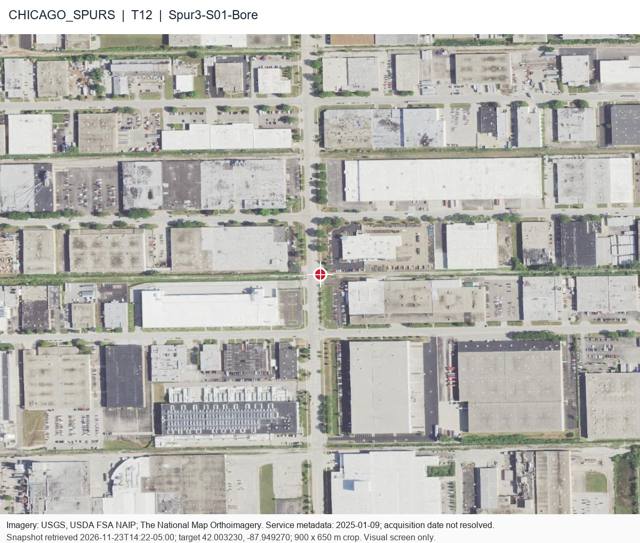 CHICAGO_SPURS | T12 | Spur3-S01-Bore
Imagery: USGS, USDA FSA NAIP; The National Map Orthoimagery. Service metadata: 2025-01-09; acquisition date not resolved.
Snapshot retrieved 2026-11-23T14:22-05:00; target 42.003230, -87.949270; 900 x 650 m crop. Visual screen only.